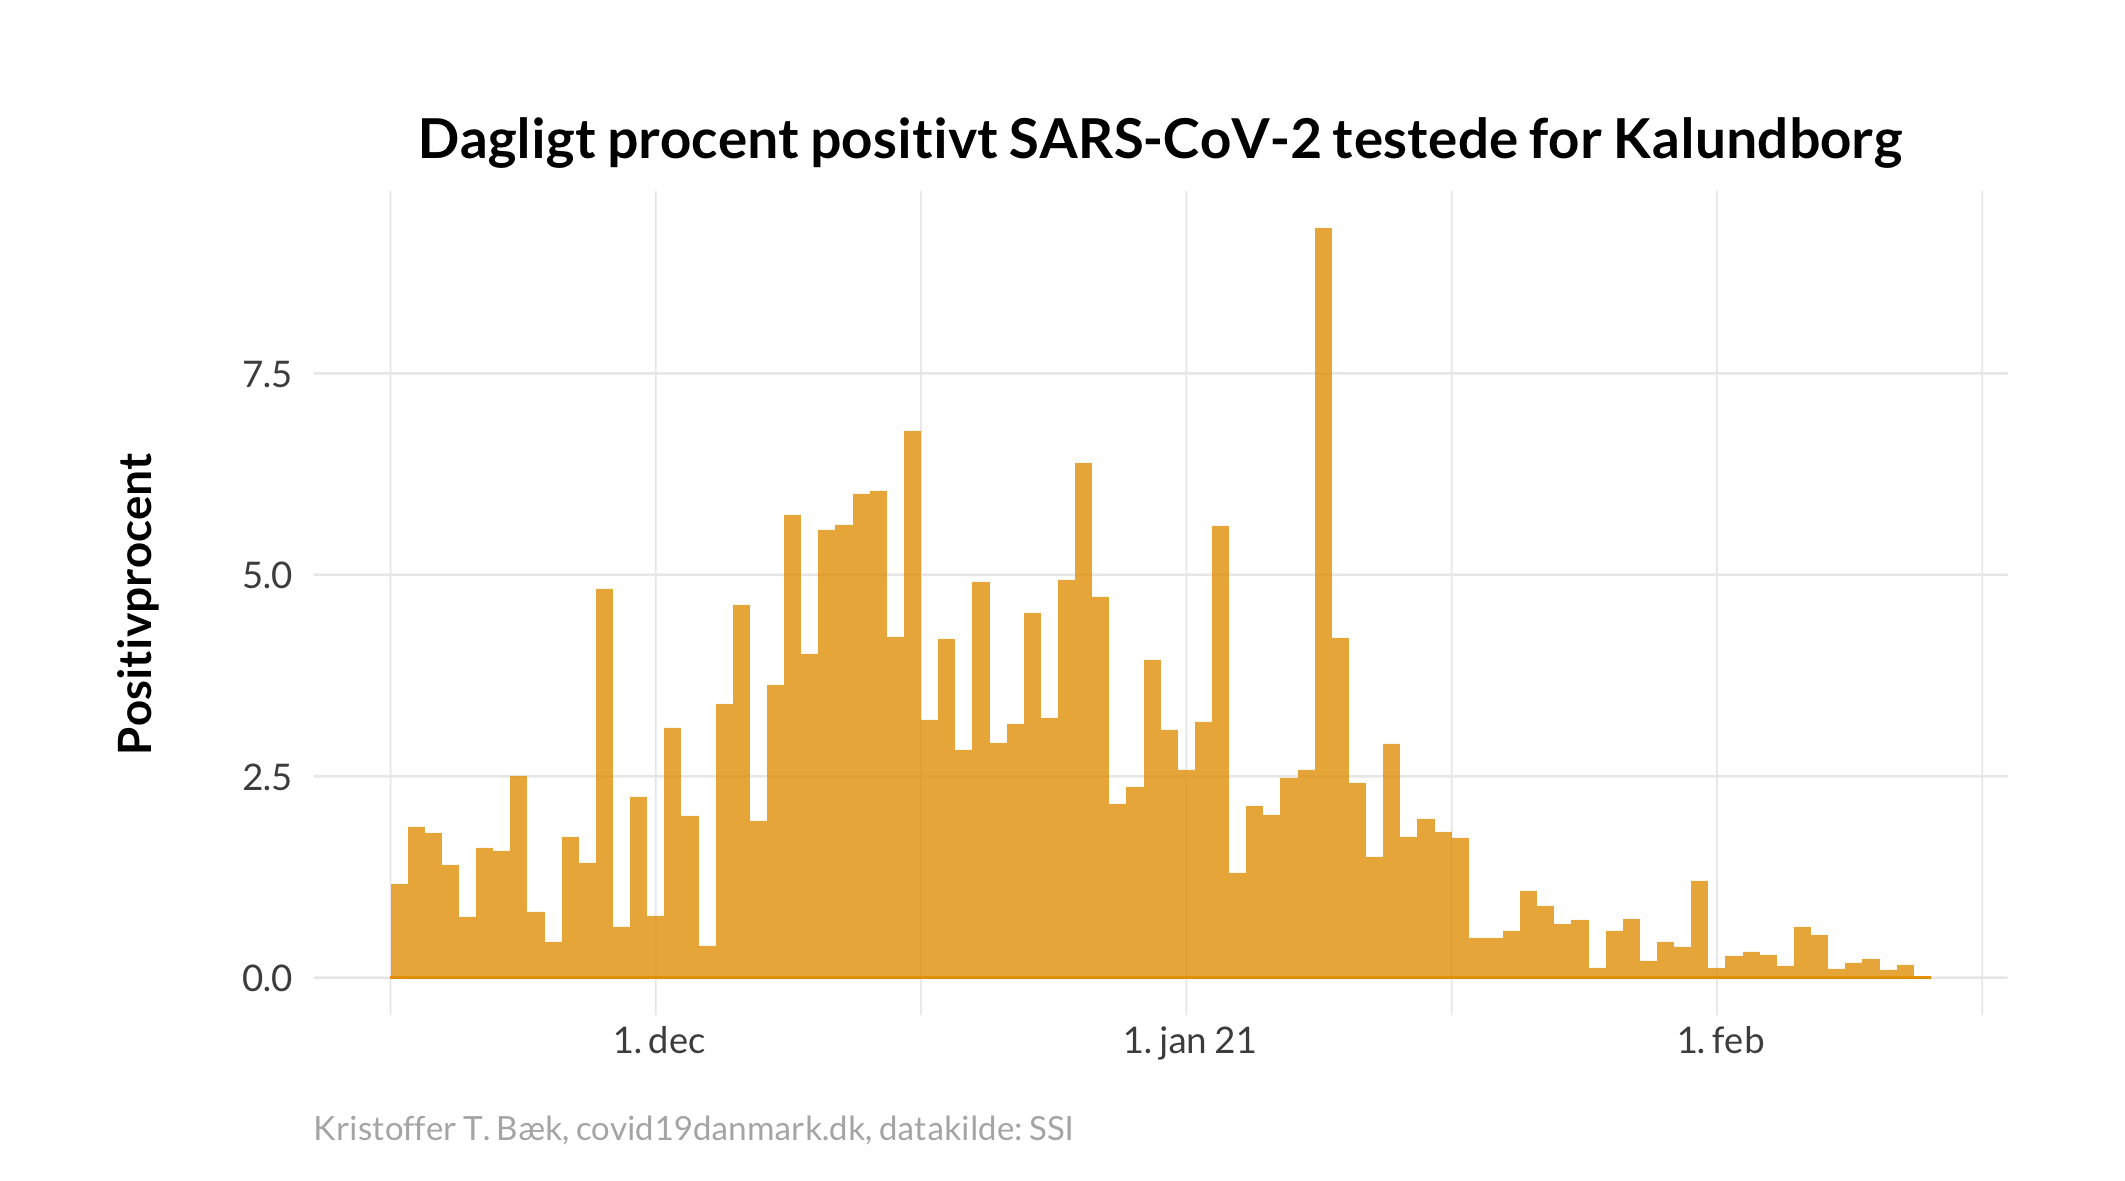 Dagligt procent positivt SARS-CoV-2 testede for Kalundborg
Positivprocent
7.5
5.0
2.5
0.0
1. dec
1. jan 21
1. feb
Kristoffer T. Bæk, covid19danmark.dk, datakilde: SSI